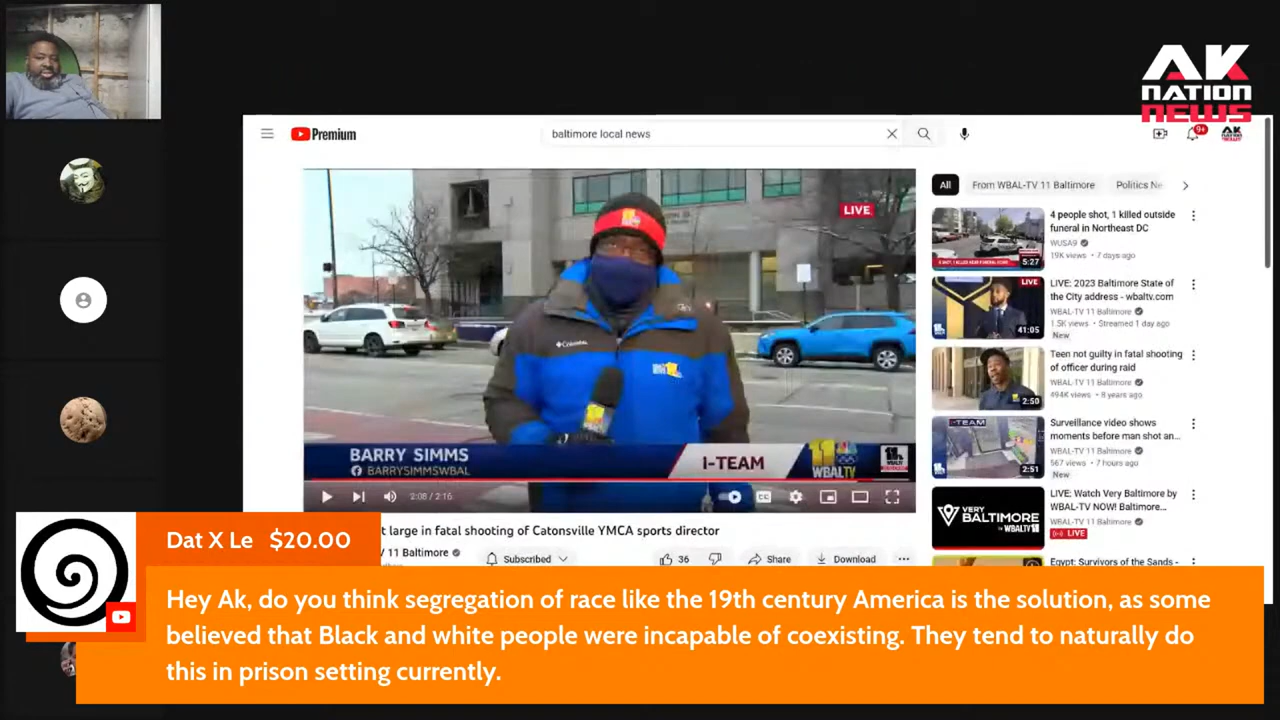 AK
NATION
NEWS
Premium
baltimore local news
9+
LIVE
BARRY SIMMS
BARRYSIMMSWBAL
I-TEAM
11
WBALTV
2:08 / 2:16
t large in fatal shooting of Catonsville YMCA sports director
11 Baltimore
Subscribed
36
Share
Download
All
From WBAL-TV 11 Baltimore
Politics Ne
5:27
4 people shot, 1 killed outside
funeral in Northeast DC
WUSA9
19K views • 7 days ago
LIVE
41:05
LIVE: 2023 Baltimore State of
the City address - wbaltv.com
WBAL-TV 11 Baltimore
1.5K views • Streamed 1 day ago
New
2:50
Teen not guilty in fatal shooting
of officer during raid
WBAL-TV 11 Baltimore
494K views • 8 years ago
I-TEAM
2:51
Surveillance video shows
moments before man shot an...
WBAL-TV 11 Baltimore
567 views • 7 hours ago
New
VERY
BALTIMORE
LIVE: Watch Very Baltimore by
WBAL-TV NOW! Baltimore...
WBAL-TV 11 Baltimore
LIVE
Egypt: Survivors of the Sands -
Dat X Le $20.00
Hey Ak, do you think segregation of race like the 19th century America is the solution, as some
believed that Black and white people were incapable of coexisting. They tend to naturally do
this in prison setting currently.